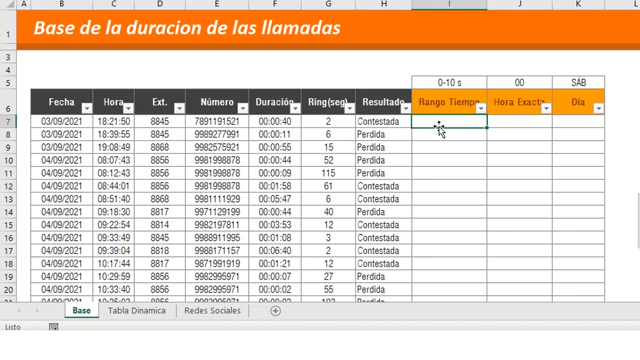 A B C D E F G H I J K L
1 Base de la duracion de las llamadas
3
4
5 0-10 s 00 SÁB
6 Fecha Hora Ext. Número Duración Ring(seg) Resultado Rango Tiempo Hora Exacta Día
7 03/09/2021 18:21:50 8845 7891191521 00:00:40 2 Contestada
8 03/09/2021 18:39:55 8845 9989277991 00:00:11 6 Perdida
9 03/09/2021 19:08:49 8868 9982575921 00:00:55 15 Perdida
10 04/09/2021 08:07:43 8856 9981998878 00:00:44 52 Perdida
11 04/09/2021 08:12:43 8856 9981998878 00:00:09 115 Perdida
12 04/09/2021 08:44:01 8856 9981998878 00:01:58 61 Contestada
13 04/09/2021 08:51:40 8868 9931199931 00:05:47 6 Contestada
14 04/09/2021 09:18:30 8817 9971129199 00:00:44 40 Perdida
15 04/09/2021 09:22:54 8814 9982197811 00:03:53 12 Contestada
16 04/09/2021 09:33:49 8845 9988911995 00:01:08 3 Contestada
17 04/09/2021 09:39:04 8818 9988171157 00:06:40 2 Contestada
18 04/09/2021 10:17:44 8817 9871991919 00:01:21 12 Contestada
19 04/09/2021 10:29:59 8856 9982995971 00:00:07 27 Perdida
20 04/09/2021 10:33:40 8856 9982995971 00:00:02 55 Perdida
Base Tabla Dinamica Redes Sociales
Listo